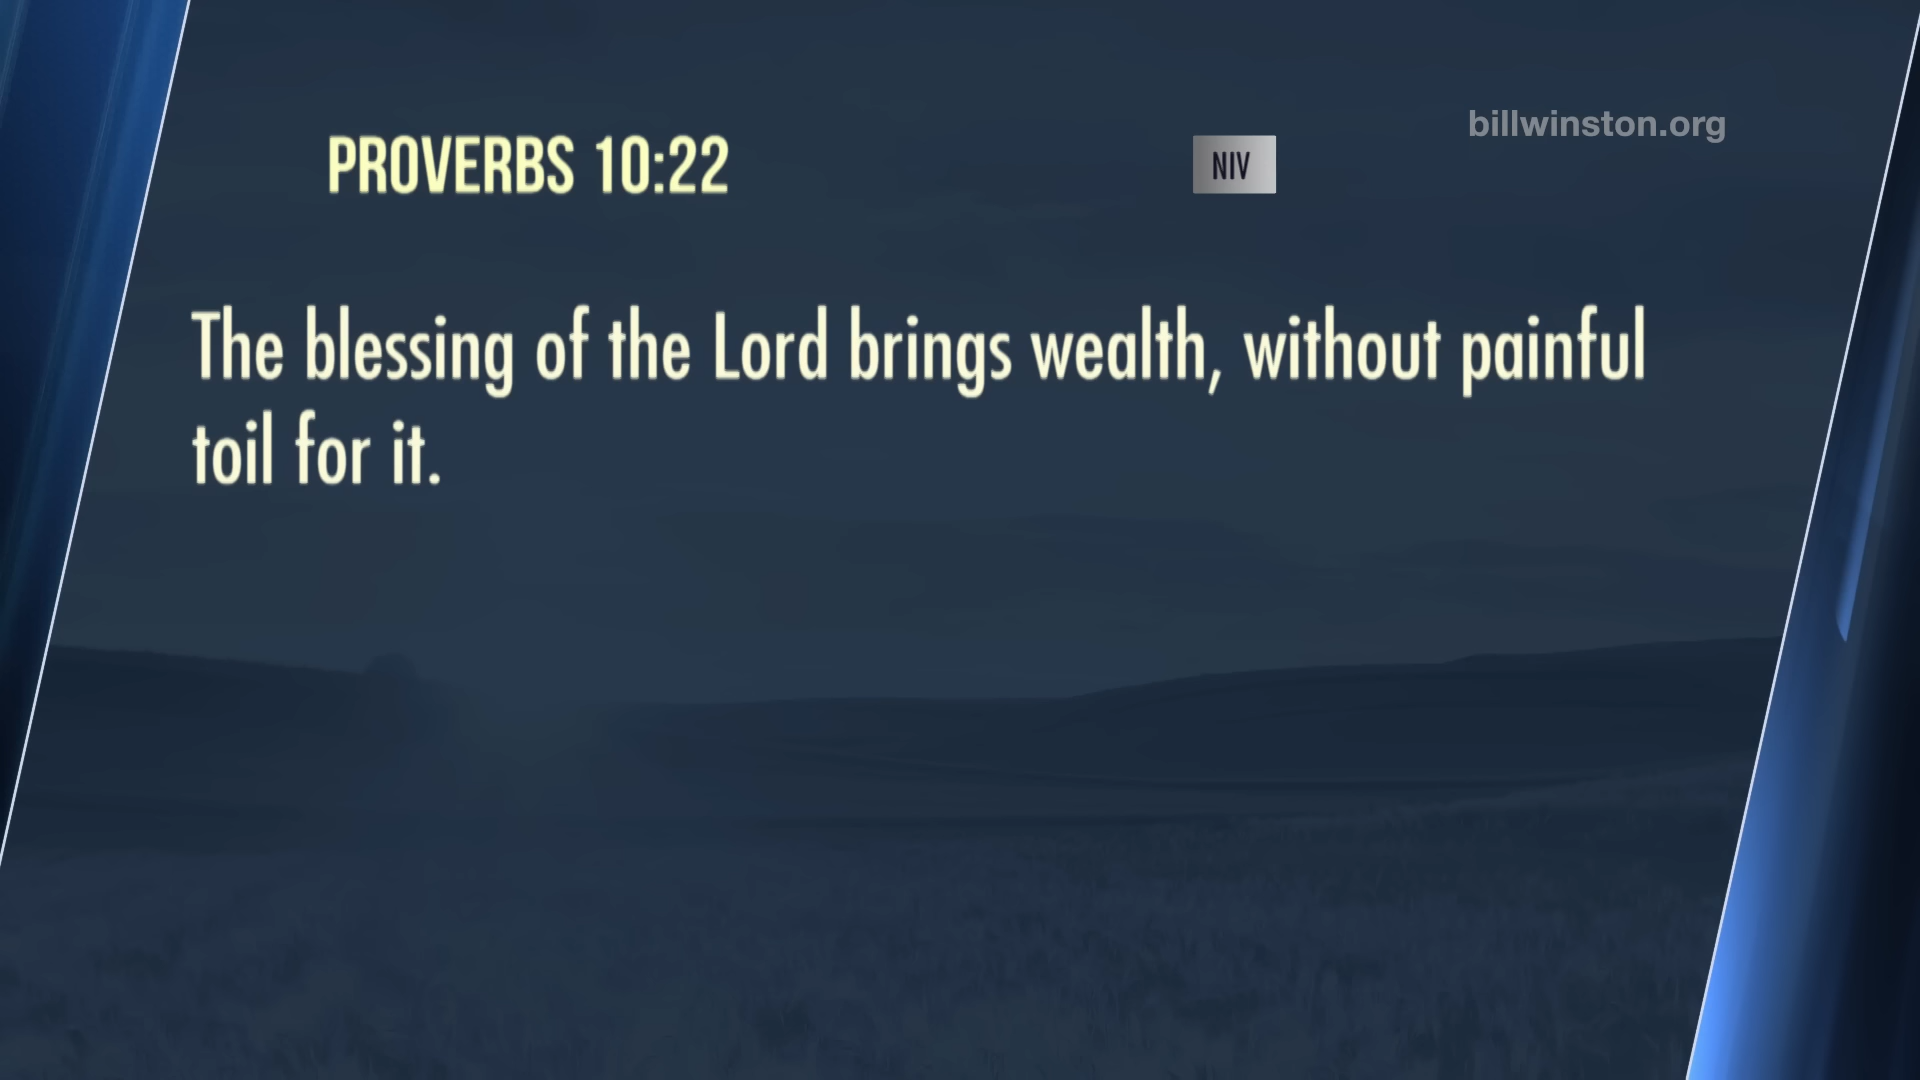 billwinston.org
PROVERBS 10:22
NIV
The blessing of the Lord brings wealth, without painful
toil for it.